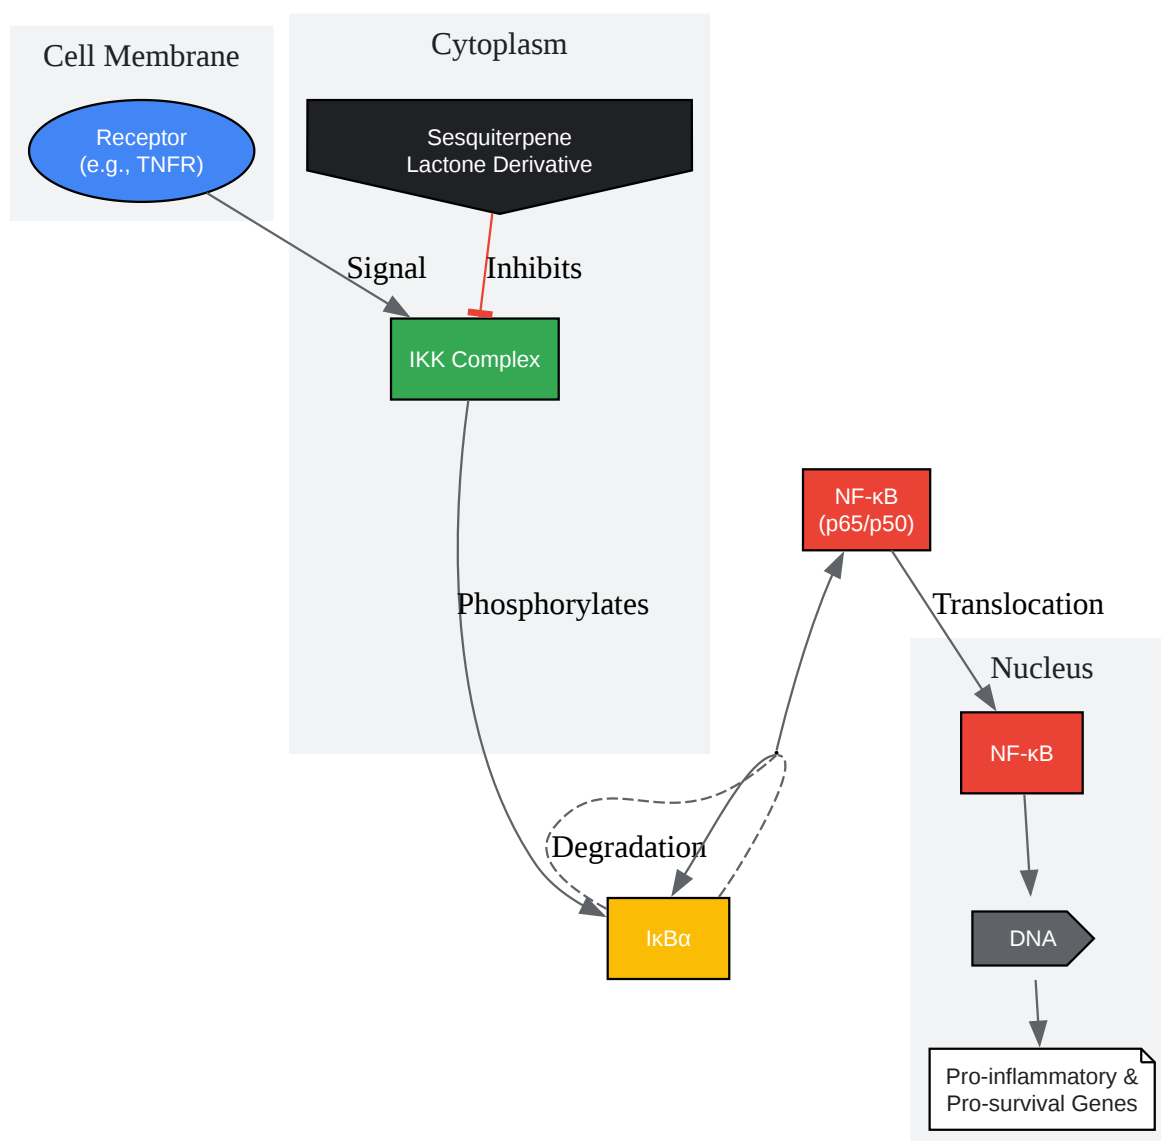 Cell Membrane
Receptor
(e.g., TNFR)
Cytoplasm
Sesquiterpene
Lactone Derivative
Signal
Inhibits
IKK Complex
Phosphorylates
NF-κB
(p65/p50)
Translocation
Nucleus
NF-κB
Degradation
IκBα
DNA
Pro-inflammatory &
Pro-survival Genes